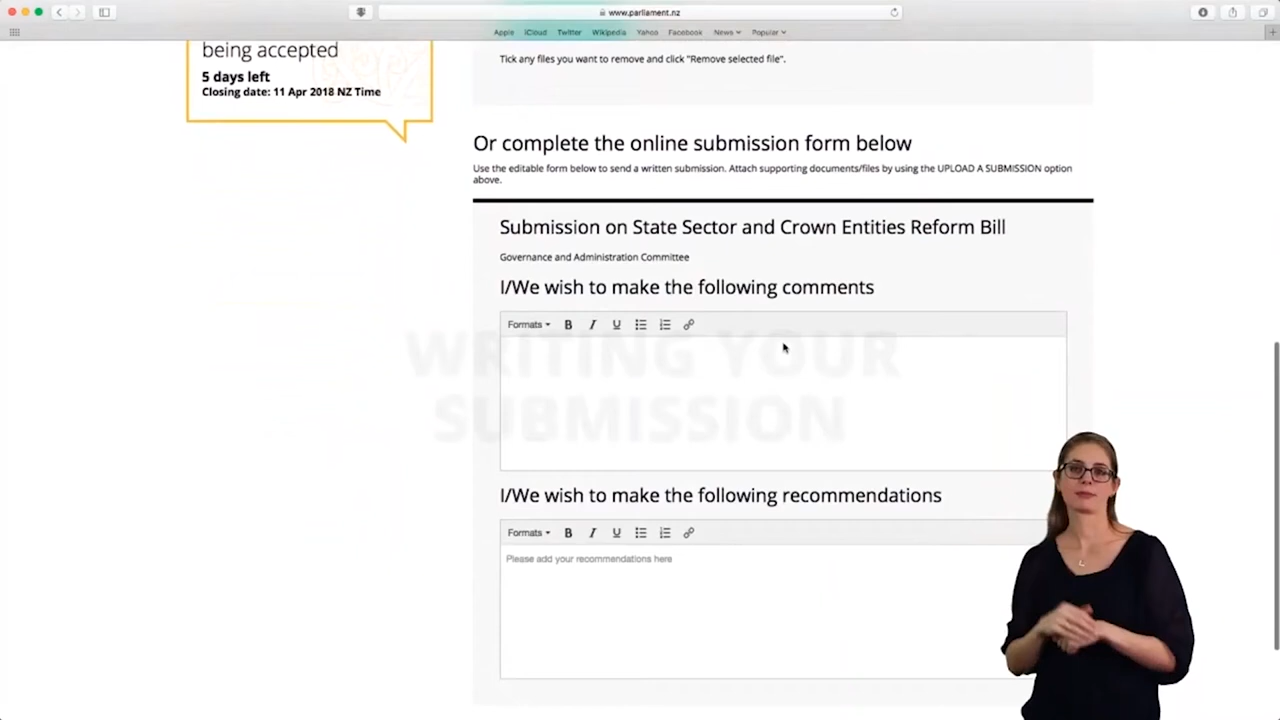 www.parliament.nz
Apple iCloud Twitter Wikipedia Yahoo Facebook News Popular
being accepted
5 days left
Closing date: 11 Apr 2018 NZ Time
Tick any files you want to remove and click "Remove selected file".
Or complete the online submission form below
Use the editable form below to send a written submission. Attach supporting documents/files by using the UPLOAD A SUBMISSION option
above.
Submission on State Sector and Crown Entities Reform Bill
Governance and Administration Committee
I/We wish to make the following comments
Formats B I U
WRITING YOUR
SUBMISSION
I/We wish to make the following recommendations
Formats B I U
Please add your recommendations here